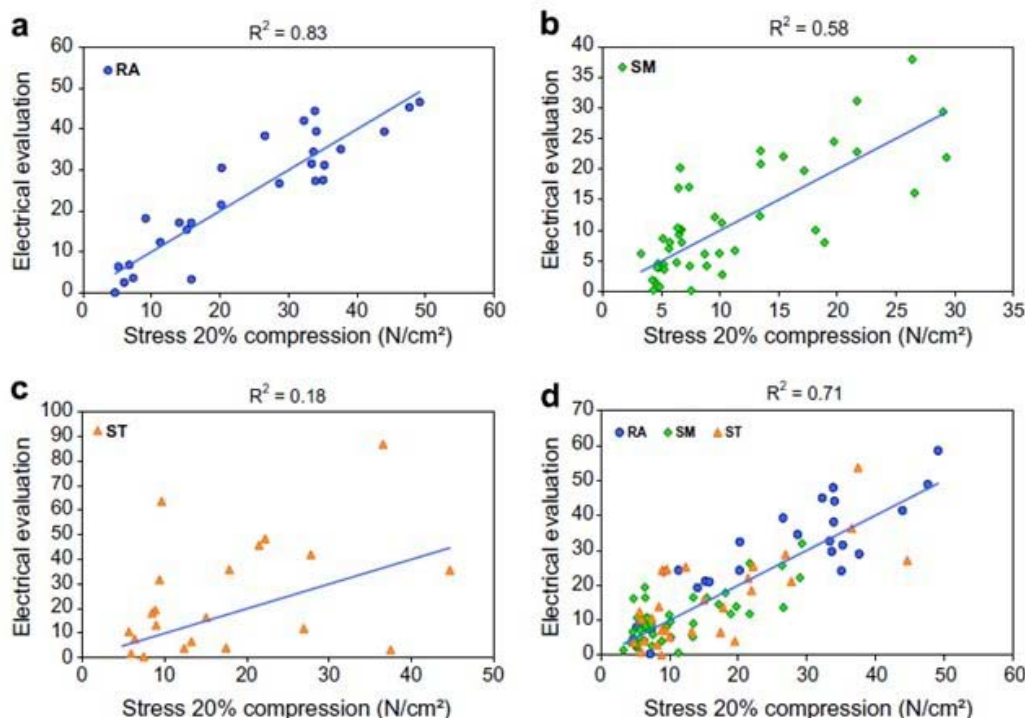 a
R² = 0.83
Electrical evaluation
60
50
40
30
20
10
0
RA
0 10 20 30 40 50 60
Stress 20% compression (N/cm²)
b
R² = 0.58
Electrical evaluation
40
35
30
25
20
15
10
5
0
SM
0 5 10 15 20 25 30 35
Stress 20% compression (N/cm²)
c
R² = 0.18
Electrical evaluation
100
90
80
70
60
50
40
30
20
10
0
ST
0 10 20 30 40 50
Stress 20% compression (N/cm²)
d
R² = 0.71
Electrical evaluation
70
60
50
40
30
20
10
0
RA SM ST
0 10 20 30 40 50 60
Stress 20% compression (N/cm²)